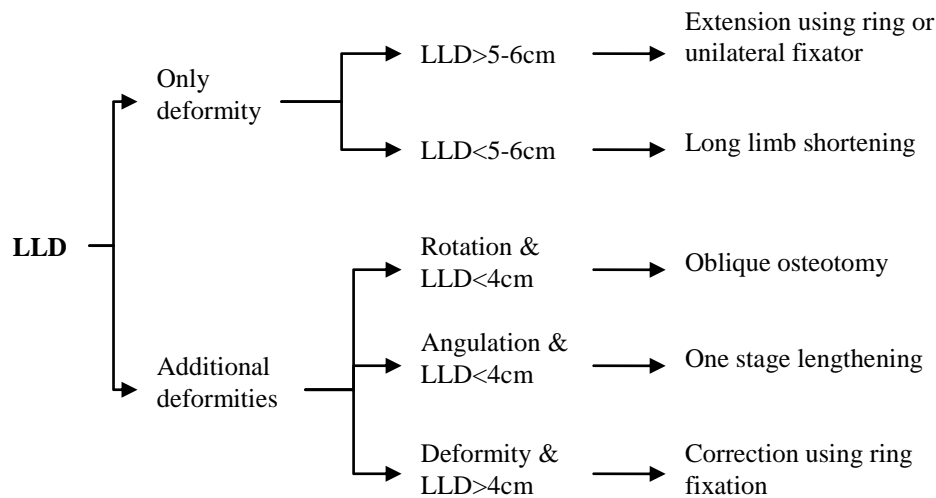 LLD
Only
deformity
LLD>5-6cm
Extension using ring or
unilateral fixator
LLD<5-6cm
Long limb shortening
Additional
deformities
Rotation &
LLD<4cm
Oblique osteotomy
Angulation &
LLD<4cm
One stage lengthening
Deformity &
LLD>4cm
Correction using ring
fixation